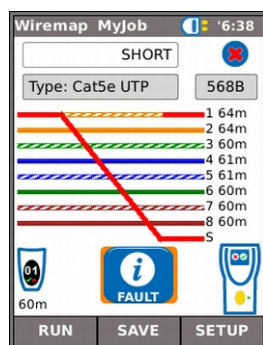 Wiremap MyJob '6:38
SHORT
Type: Cat5e UTP 568B
1 64m
2 64m
3 60m
4 61m
5 61m
6 60m
7 60m
8 60m
S
01
i
60m
FAULT
RUN SAVE SETUP